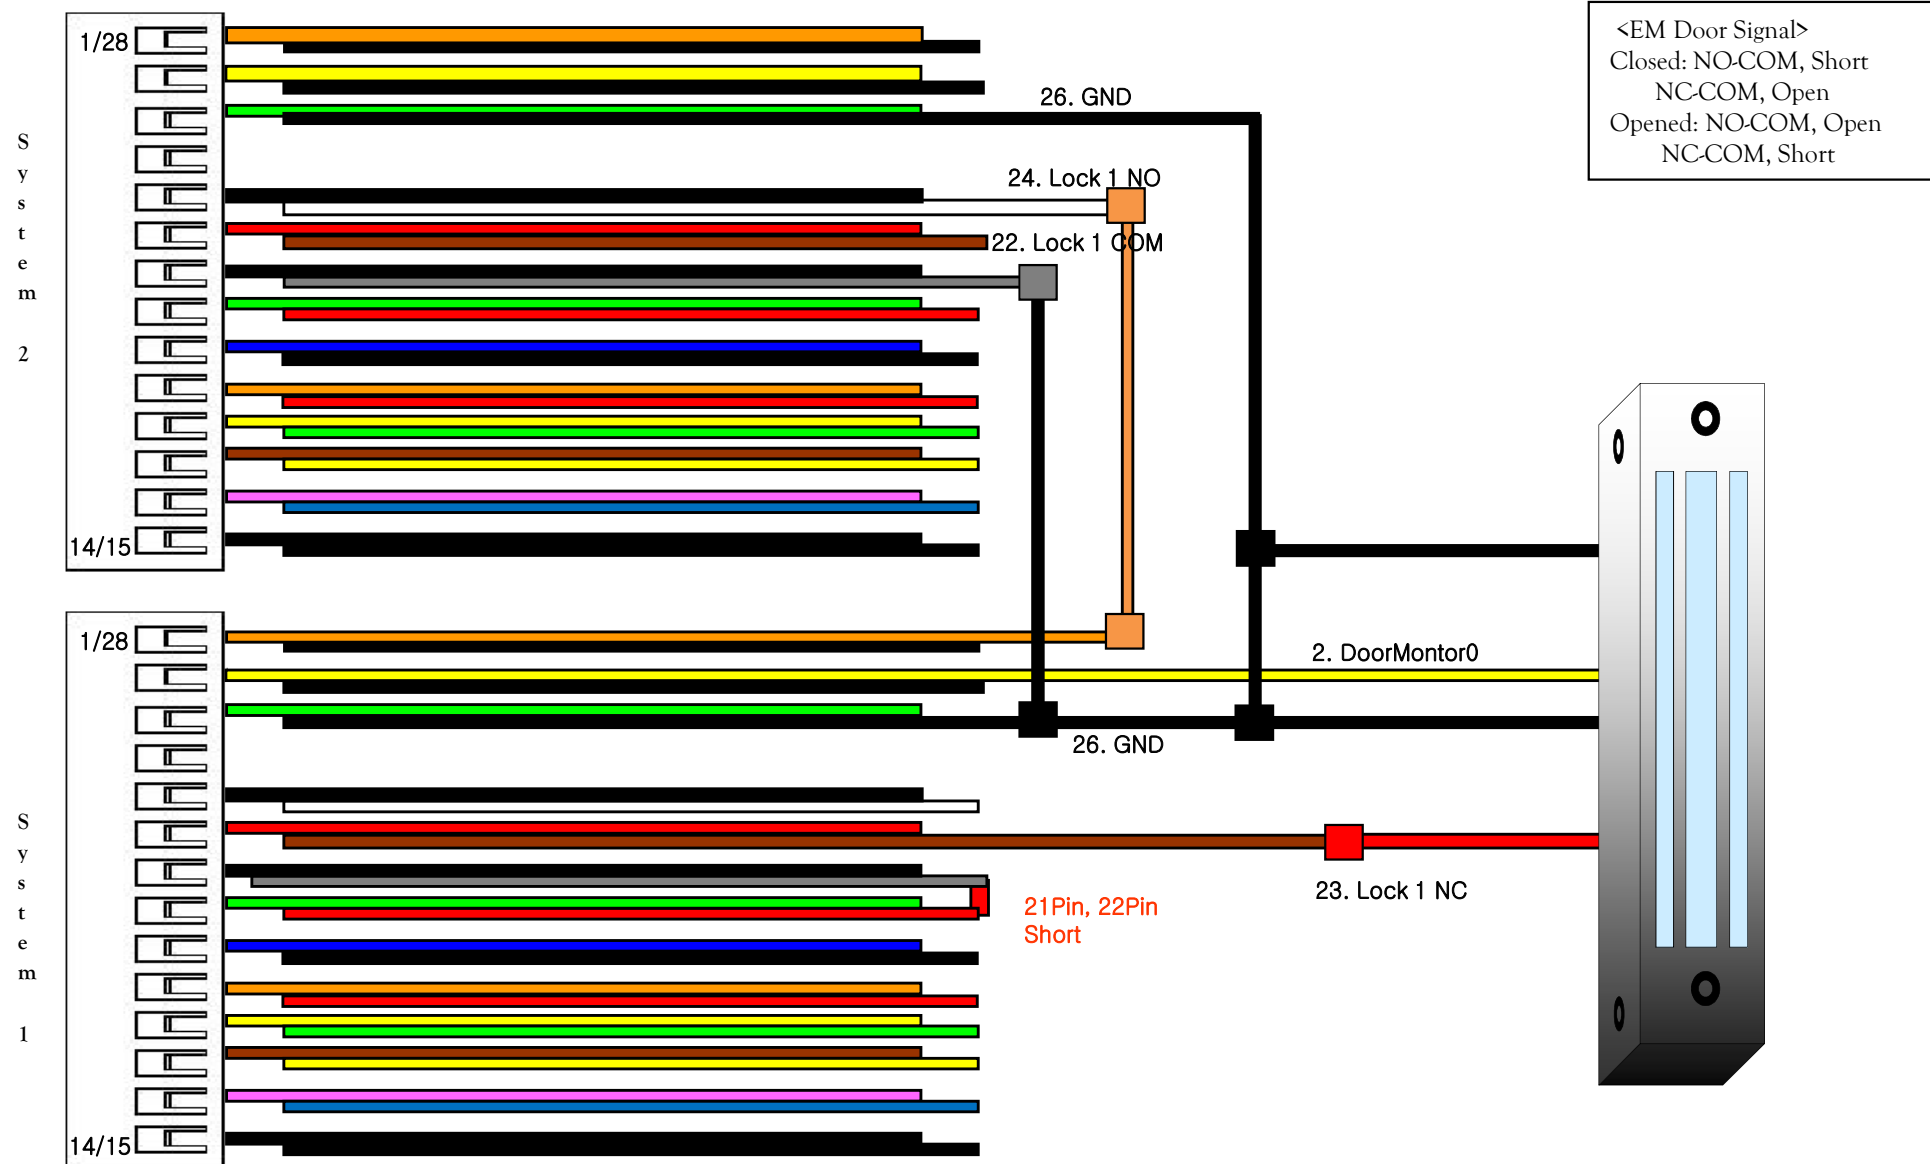 <EM Door Signal>
Closed: NO-COM, Short
NC-COM, Open
Opened: NO-COM, Open
NC-COM, Short
System 2
1/28
26. GND
24. Lock 1 NO
22. Lock 1 COM
14/15
System 1
1/28
2. DoorMontor0
26. GND
23. Lock 1 NC
21Pin, 22Pin
Short
14/15